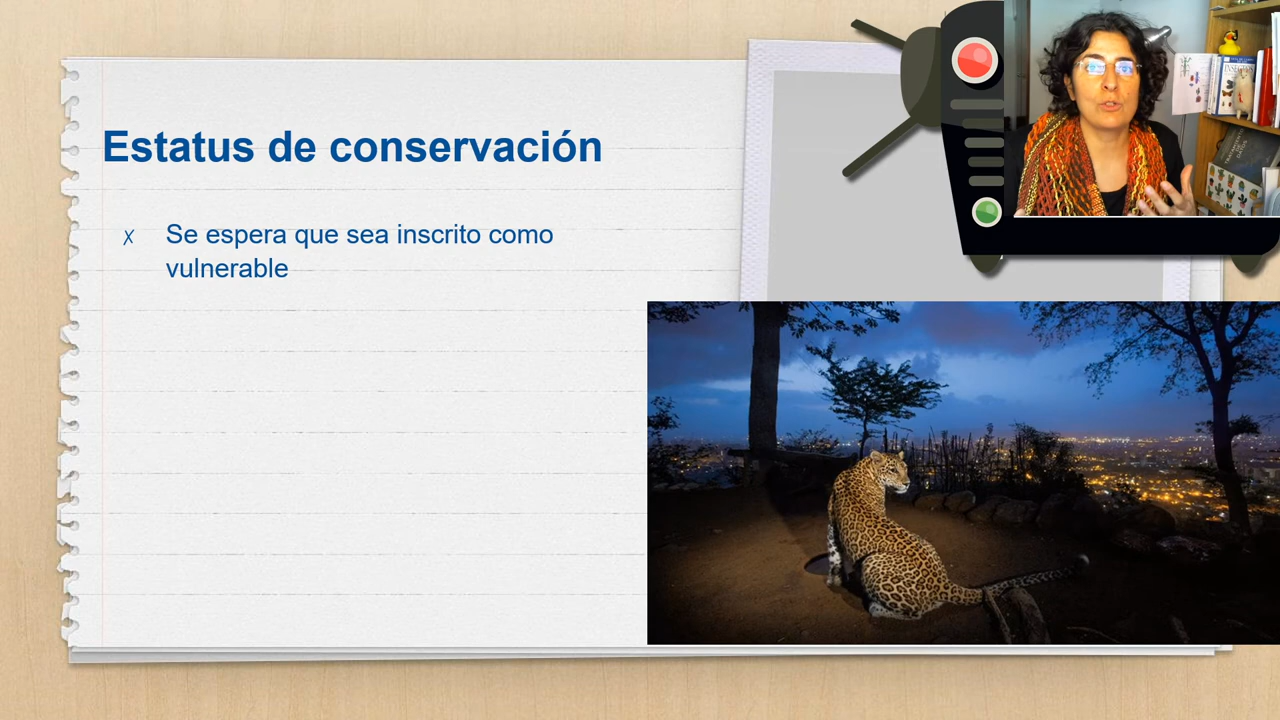 Estatus de conservación
Se espera que sea inscrito como
vulnerable